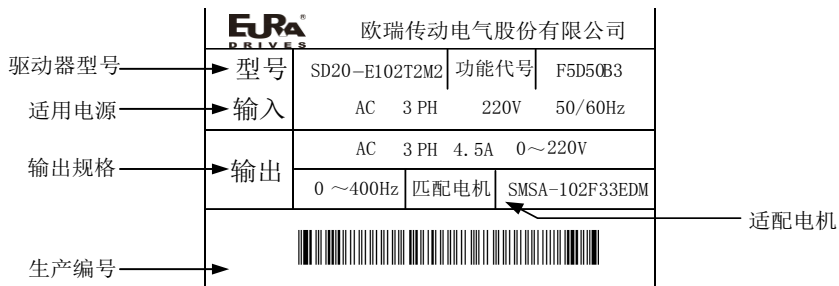 EURA® 欧瑞传动电气股份有限公司
DRIVES
驱动器型号 型号 SD20-E102T2M2 功能代号 F5D50B3
适用电源 输入 AC 3 PH 220V 50/60Hz
输出规格 输出 AC 3 PH 4.5A 0～220V
0 ～400Hz 匹配电机 SMSA-102F33EDM
适配电机
生产编号